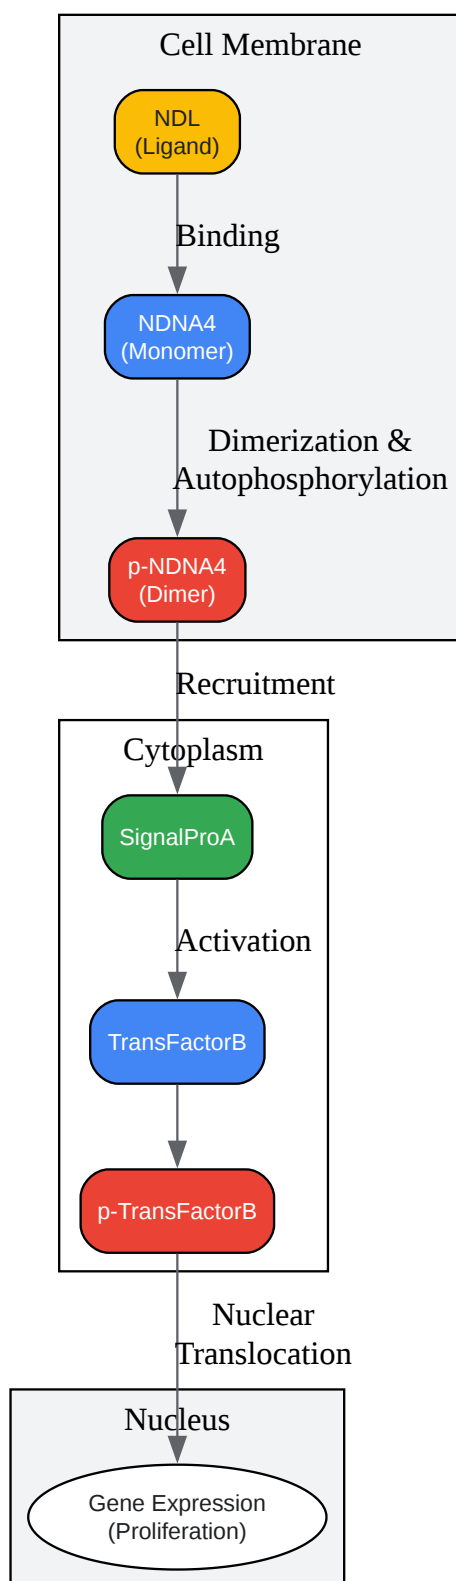 Cell Membrane
NDL
(Ligand)
Binding
NDNA4
(Monomer)
Dimerization &
Autophosphorylation
p-NDNA4
(Dimer)
Recruitment
Cytoplasm
SignalProA
Activation
TransFactorB
p-TransFactorB
Nuclear
Translocation
Nucleus
Gene Expression
(Proliferation)